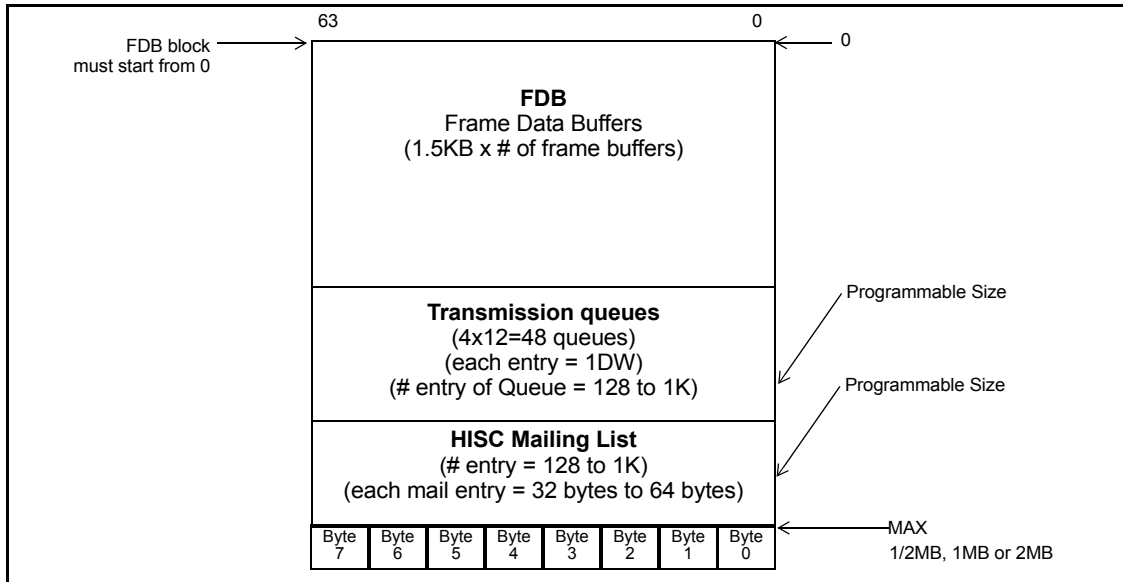 63
0
FDB block
must start from 0
0
FDB
Frame Data Buffers
(1.5KB x # of frame buffers)
Programmable Size
Transmission queues
(4x12=48 queues)
(each entry = 1DW)
(# entry of Queue = 128 to 1K)
Programmable Size
HISC Mailing List
(# entry = 128 to 1K)
(each mail entry = 32 bytes to 64 bytes)
MAX
1/2MB, 1MB or 2MB
Byte
7
Byte
6
Byte
5
Byte
4
Byte
3
Byte
2
Byte
1
Byte
0